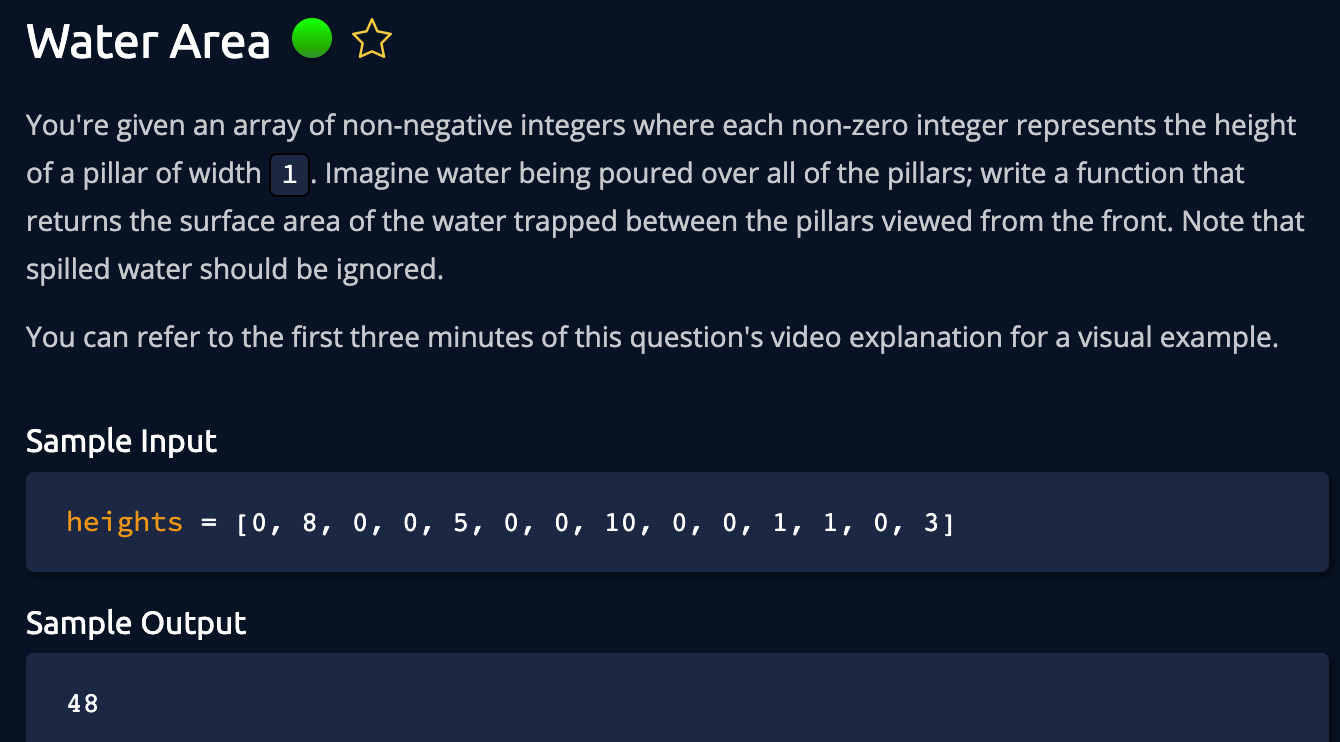 Water Area
You're given an array of non-negative integers where each non-zero integer represents the height
of a pillar of width 1. Imagine water being poured over all of the pillars; write a function that
returns the surface area of the water trapped between the pillars viewed from the front. Note that
spilled water should be ignored.
You can refer to the first three minutes of this question's video explanation for a visual example.
Sample Input
heights = [0, 8, 0, 0, 5, 0, 0, 10, 0, 0, 1, 1, 0, 3]
Sample Output
48